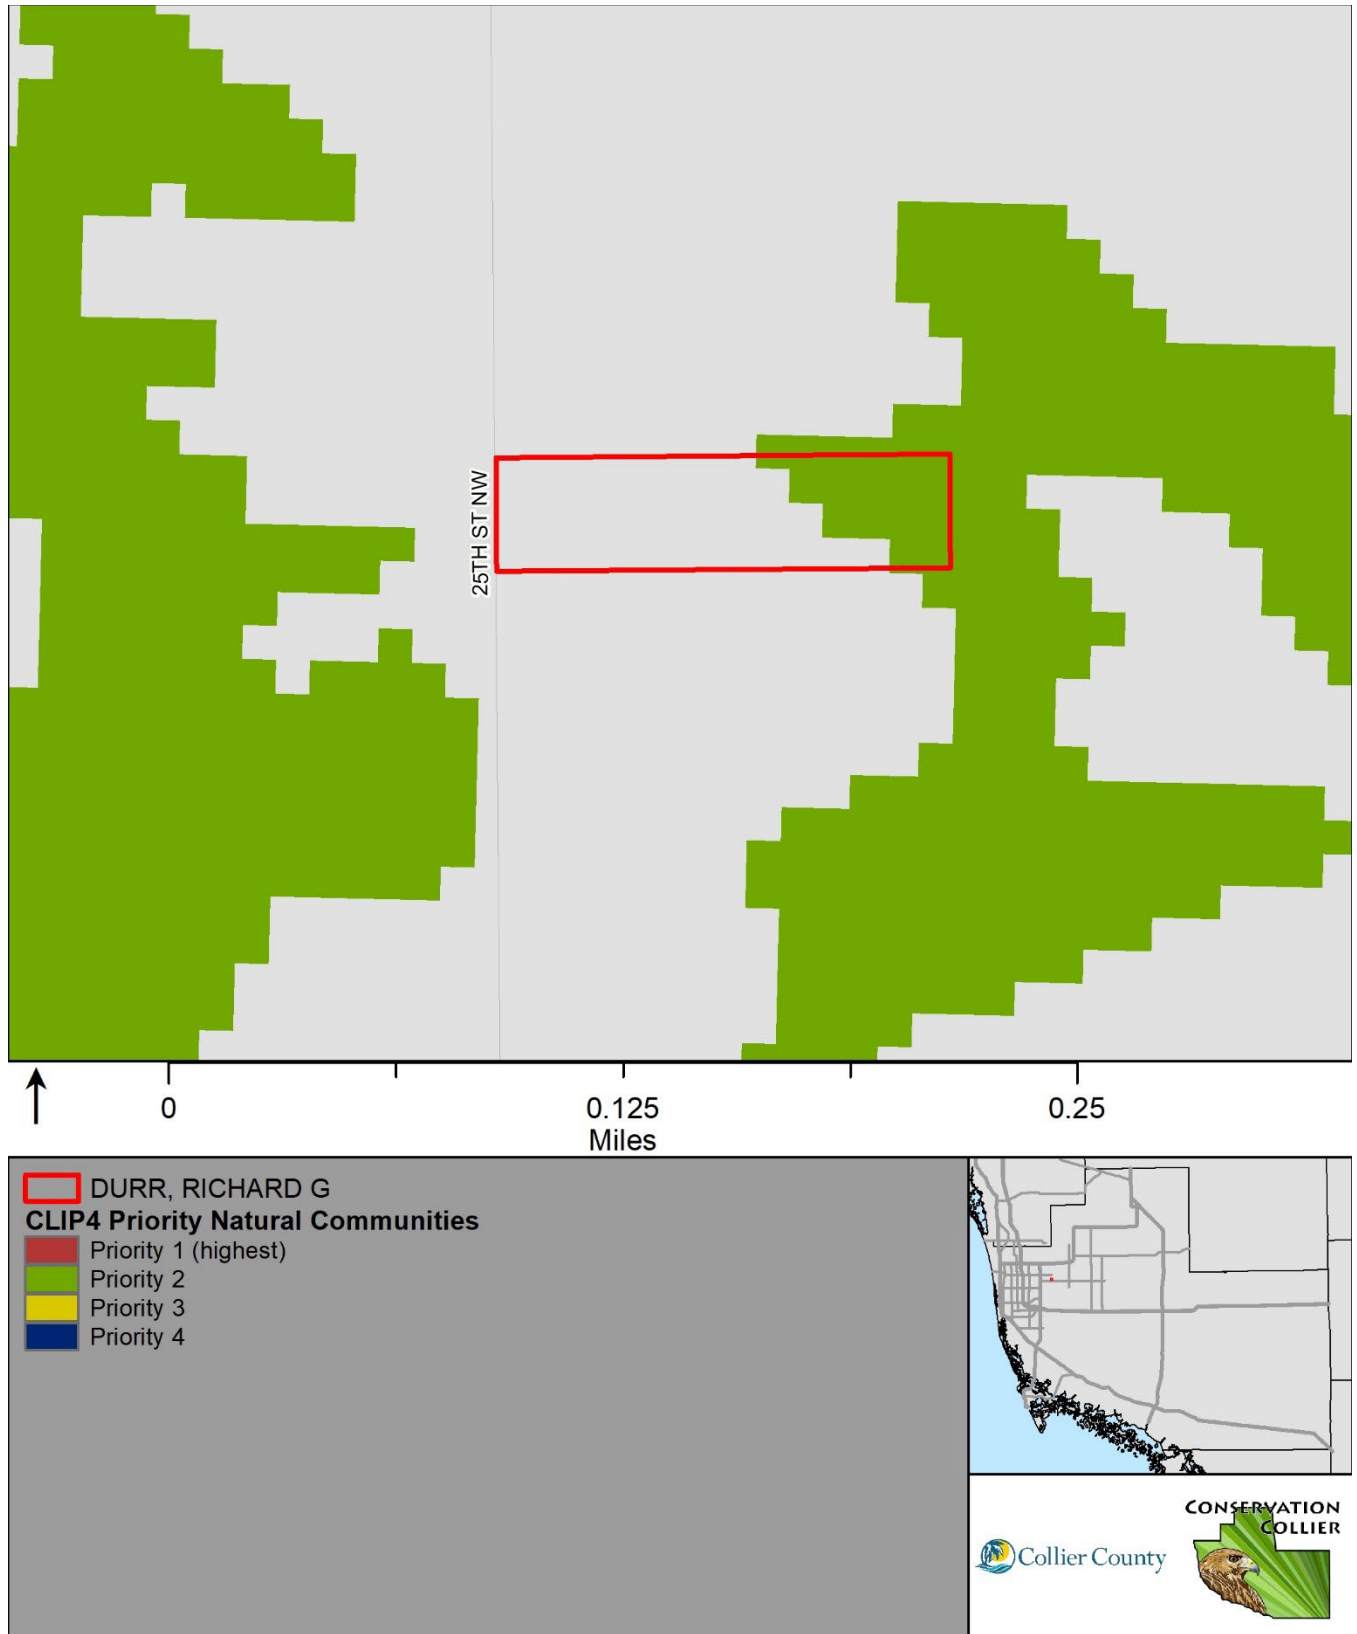 25TH ST NW
0
0.125
0.25
Miles
DURR, RICHARD G
CLIP4 Priority Natural Communities
Priority 1 (highest)
Priority 2
Priority 3
Priority 4
CONSERVATION
COLLIER
Collier County